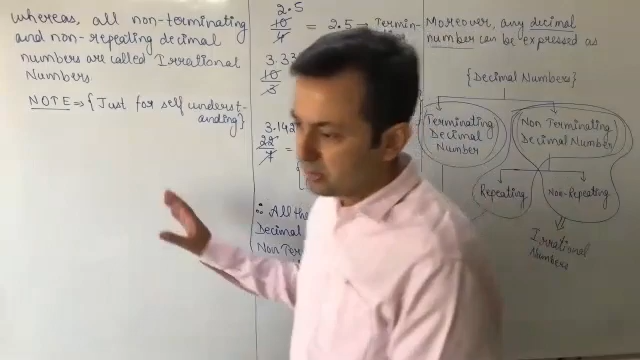 whereas, all non-terminating
and non-repeating decimal
numbers are called Irrational
Numbers.
NOTE => {Just for self underst-
anding}
2.5
10/4 = 2.5 → Termin-
3.33
10/3
3.142
22/7 =
∴ All th
Decimal
Non Ter
Moreover, any decimal
number can be expressed as
{Decimal Numbers}
Terminating
Decimal
Number
Non Terminating
Decimal Number
Repeating
Non-Repeating
Irrational
Numbers